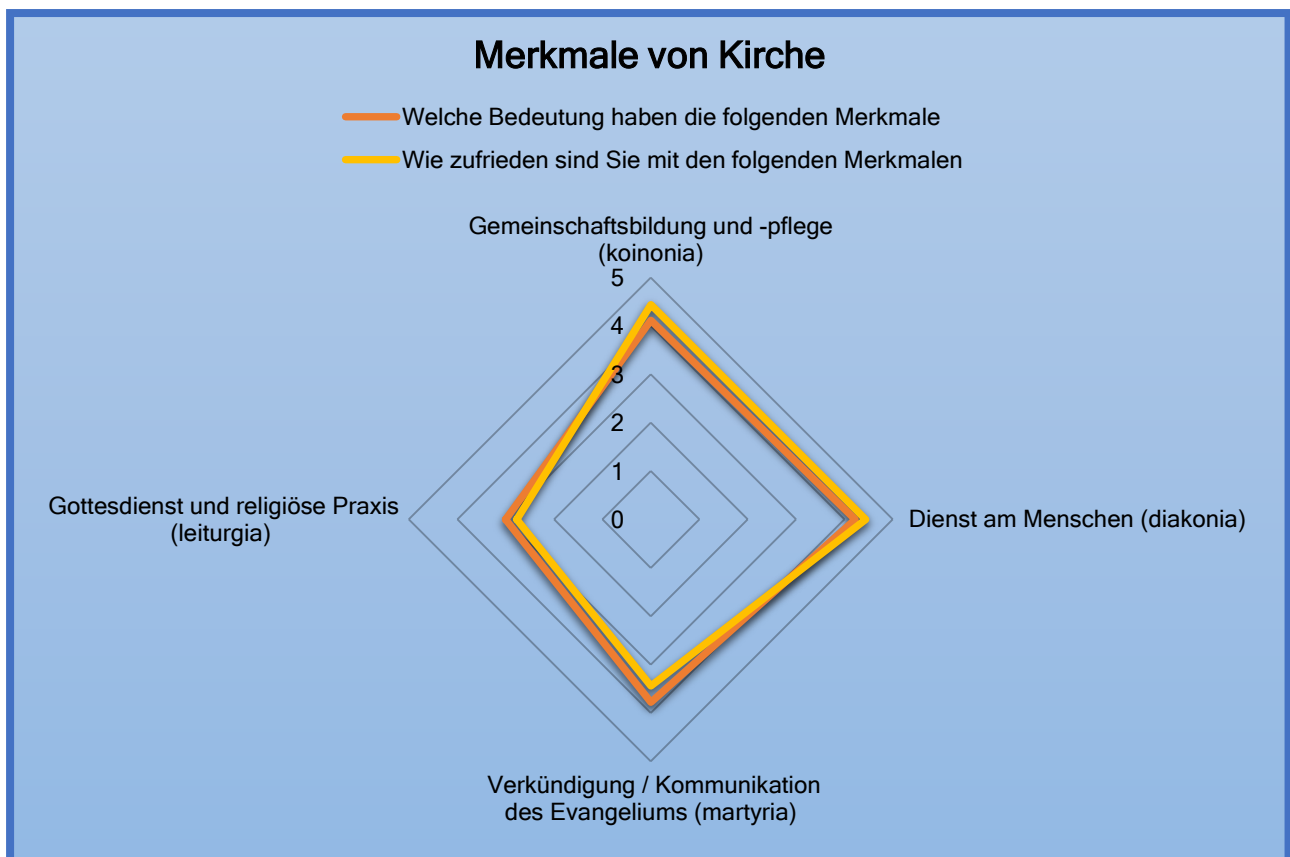 Merkmale von Kirche
Welche Bedeutung haben die folgenden Merkmale
Wie zufrieden sind Sie mit den folgenden Merkmalen
Gemeinschaftsbildung und -pflege
(koinonia)
5
4
3
2
1
0
Gottesdienst und religiöse Praxis
(leiturgia)
Dienst am Menschen (diakonia)
Verkündigung / Kommunikation
des Evangeliums (martyria)